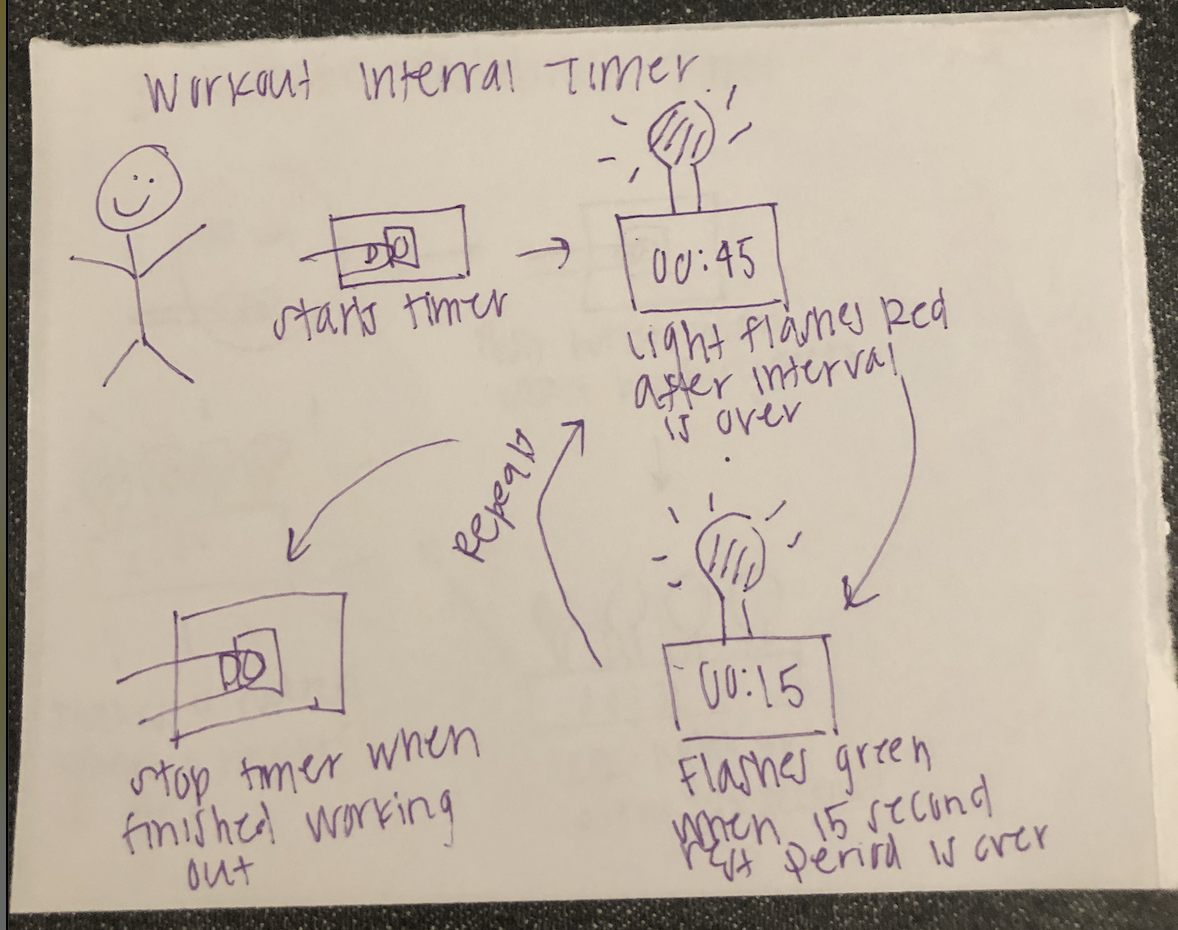 Workout Interval Timer
starts timer
00:45
Light flashes Red
after interval
is over
Repeat
00:15
Flashes green
when 15 second
rest period is over
stop timer when
finished working
out